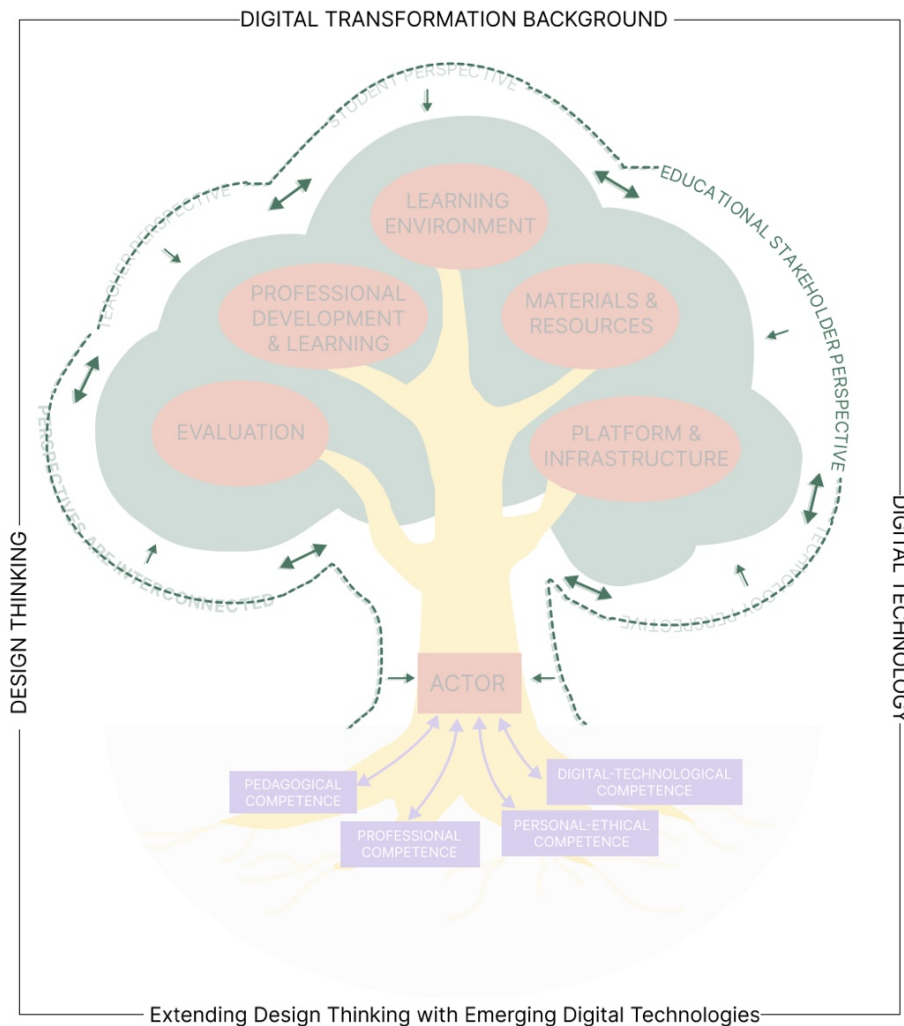 DIGITAL TRANSFORMATION BACKGROUND
STUDENT PERSPECTIVE
TEACHER PERSPECTIVE
EDUCATIONAL STAKEHOLDER PERSPECTIVE
LEARNING
ENVIRONMENT
PROFESSIONAL
DEVELOPMENT
& LEARNING
MATERIALS &
RESOURCES
EVALUATION
PLATFORM &
INFRASTRUCTURE
PERSPECTIVES ARE INTERCONNECTED
TECHNOLOGY PERSPECTIVE
DESIGN THINKING
DIGITAL TECHNOLOGY
ACTOR
PEDAGOGICAL
COMPETENCE
DIGITAL-TECHNOLOGICAL
COMPETENCE
PROFESSIONAL
COMPETENCE
PERSONAL-ETHICAL
COMPETENCE
Extending Design Thinking with Emerging Digital Technologies